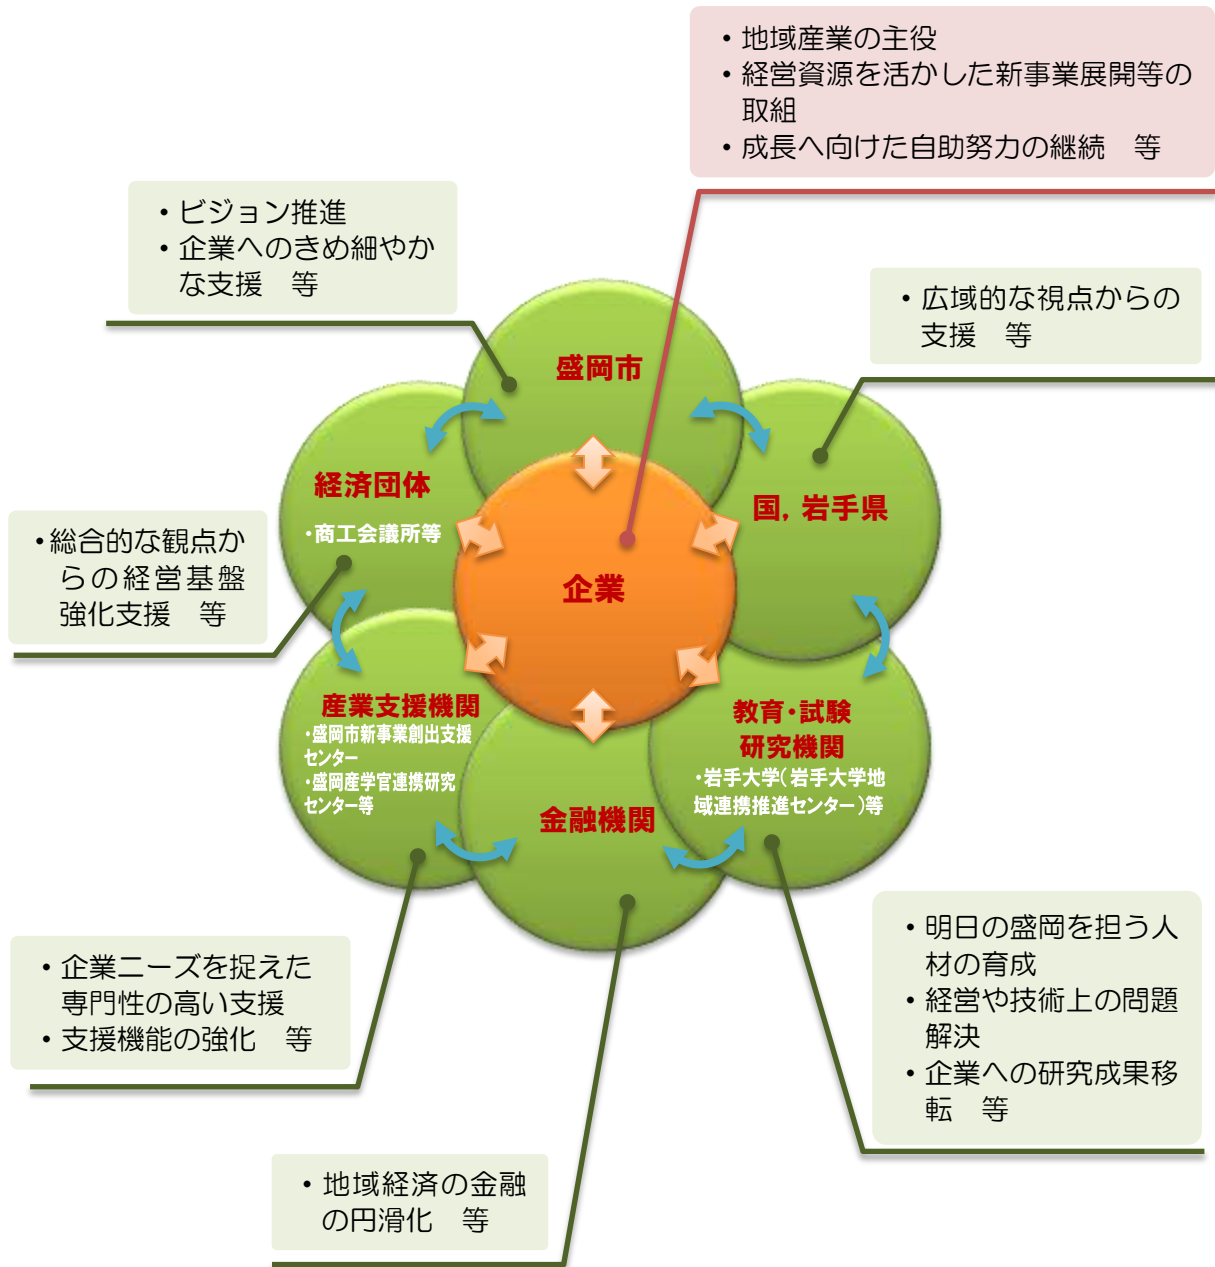 ・地域産業の主役
・経営資源を活かした新事業展開等の
取組
・成長へ向けた自助努力の継続　等
・ビジョン推進
・企業へのきめ細やか
な支援　等
・広域的な視点からの
支援　等
盛岡市
経済団体
・商工会議所等
国，岩手県
・総合的な観点か
らの経営基盤
強化支援　等
企業
産業支援機関
・盛岡市新事業創出支援
センター
・盛岡産学官連携研究
センター等
教育・試験
研究機関
・岩手大学（岩手大学地
域連携推進センター）等
金融機関
・企業ニーズを捉えた
専門性の高い支援
・支援機能の強化　等
・明日の盛岡を担う人
材の育成
・経営や技術上の問題
解決
・企業への研究成果移
転　等
・地域経済の金融
の円滑化　等